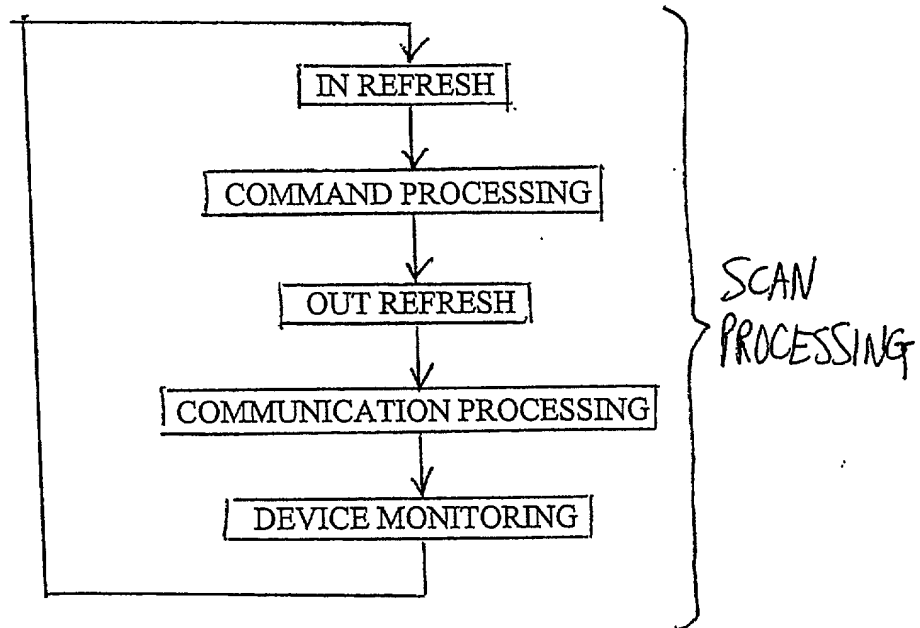 IN REFRESH
COMMAND PROCESSING
OUT REFRESH
COMMUNICATION PROCESSING
DEVICE MONITORING
SCAN
PROCESSING